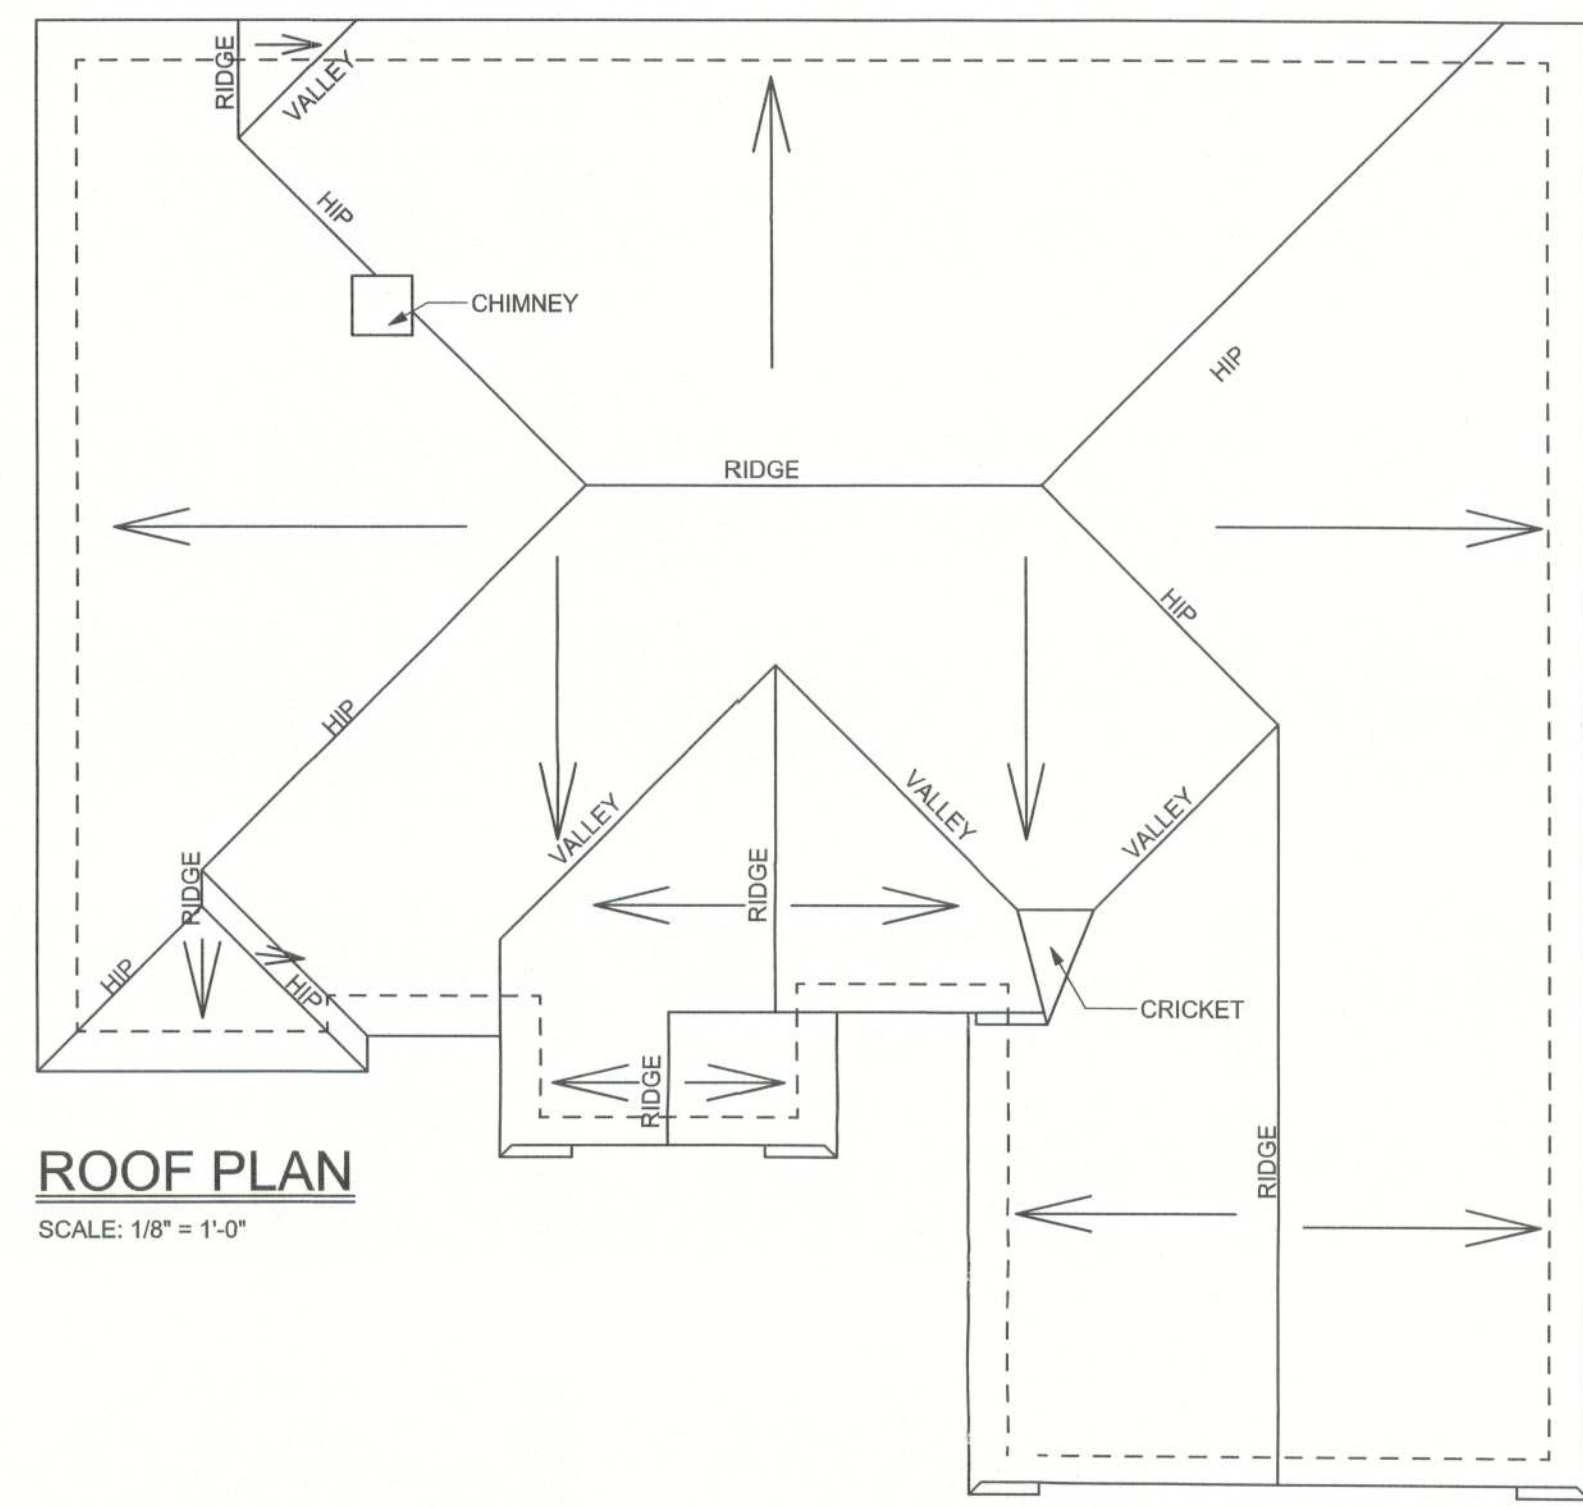 RIDGE
VALLEY
HIP
CHIMNEY
HIP
RIDGE
HIP
HIP
VALLEY
VALLEY
VALLEY
RIDGE
RIDGE
HIP
HIP
CRICKET
RIDGE
RIDGE
ROOF PLAN
SCALE: 1/8" = 1'-0"